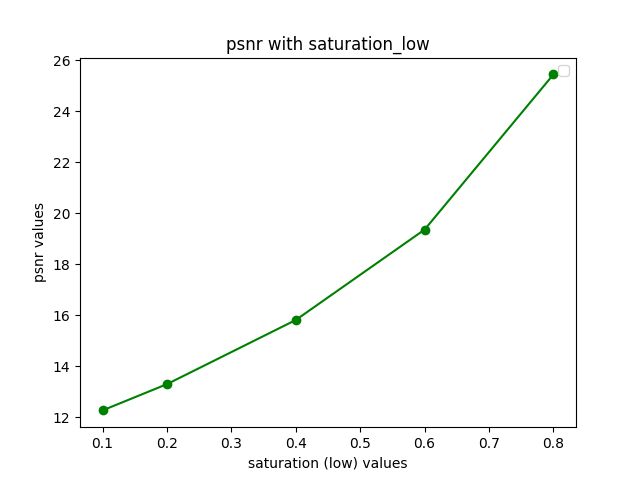 psnr with saturation_low
26
24
22
20
18
16
14
12
psnr values
0.1 0.2 0.3 0.4 0.5 0.6 0.7 0.8
saturation (low) values